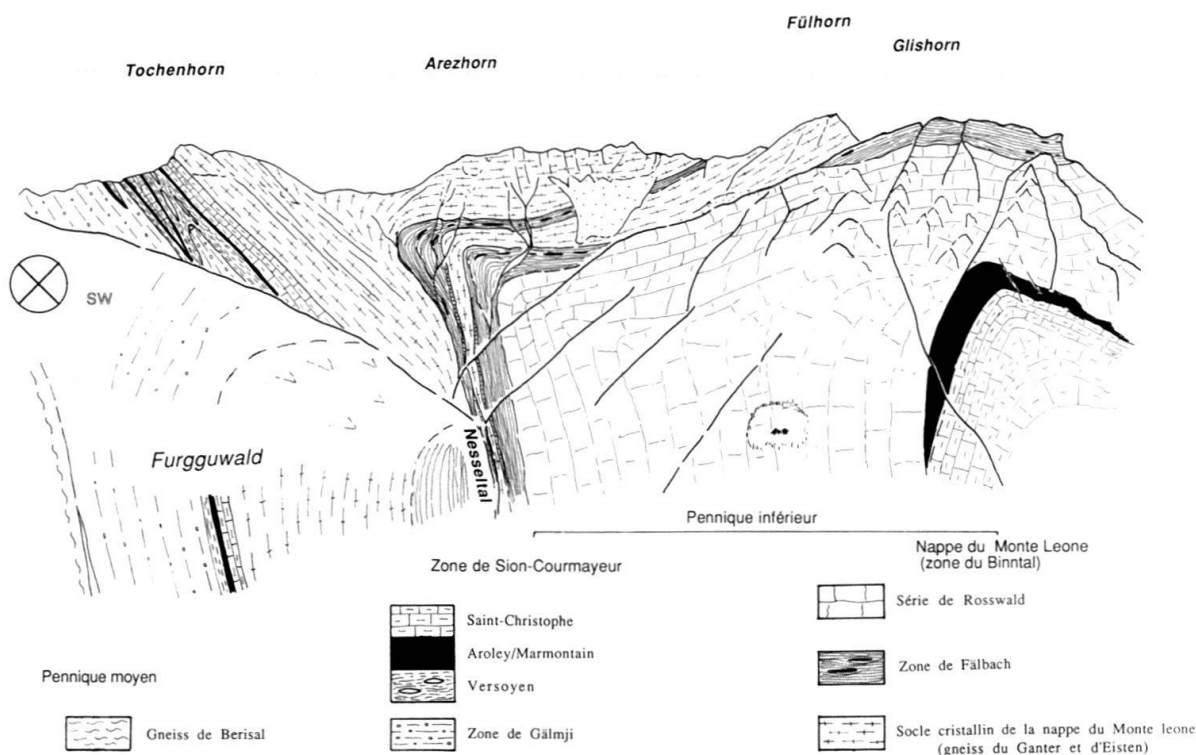 Fülhorn
Glishorn
Tochenhorn
Arezhorn
SW
Furgguwald
Nesseltal
Pennique inférieur
Zone de Sion-Courmayeur
Saint-Christophe
Aroley/Marmontain
Versoyen
Zone de Gälmji
Pennique moyen
Gneiss de Berisal
Nappe du Monte Leone
(zone du Binntal)
Série de Rosswald
Zone de Fälbach
Socle cristallin de la nappe du Monte leone
(gneiss du Ganter et d'Eisten)